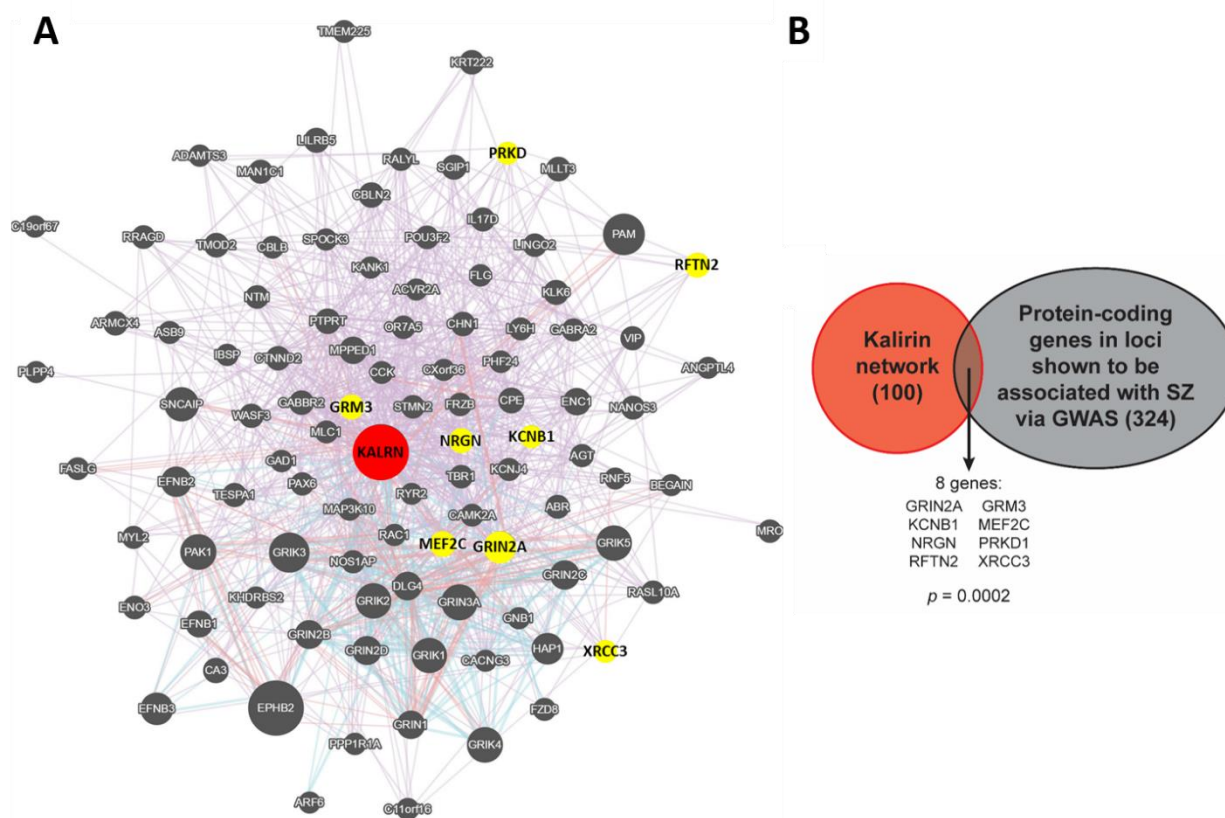 A
B
TMEM225
KRT222
LILRB5
PRKD
ADAMTS3
MAN1C1
RALYL
SGIP1
MLLT3
CBLN2
C19orf67
RRAGD
TMOD2
CBLB
SPOCK3
POU3F2
IL17D
LINGO2
PAM
RFTN2
KANK1
FLG
ACVR2A
KLK6
NTM
ARMCX4
ASB9
PTPRT
OR7A5
CHN1
LY6H
GABRA2
VIP
IBSP
CTNND2
MPPED1
CCK
CXorf36
PHF24
ANGPTL4
PLPP4
SNCAIP
WASF3
GABBR2
GRM3
STMN2
FRZB
CPE
ENC1
NANOS3
MLC1
KALRN
NRGN
KCNB1
FASLG
EFNB2
TESPA1
GAD1
PAX6
TBR1
KCNJ4
AGT
RNF5
BEGAIN
RYR2
MAP3K10
CAMK2A
ABR
MYL2
PAK1
GRIK3
NOS1AP
RAC1
MEF2C
GRIN2A
GRIK5
MRO
ENO3
KHDRBS2
DLG4
GRIK2
GRIN3A
GRIN2C
RASL10A
EFNB1
GRIN2B
GNB1
CA3
GRIN2D
GRIK1
CACNG3
HAP1
XRCC3
EFNB3
EPHB2
GRIN1
FZD8
PPP1R1A
GRIK4
ARF6
C11orf16
Kalirin
network
(100)
Protein-coding
genes in loci
shown to be
associated with SZ
via GWAS (324)
8 genes:
GRIN2A GRM3
KCNB1 MEF2C
NRGN PRKD1
RFTN2 XRCC3
p = 0.0002